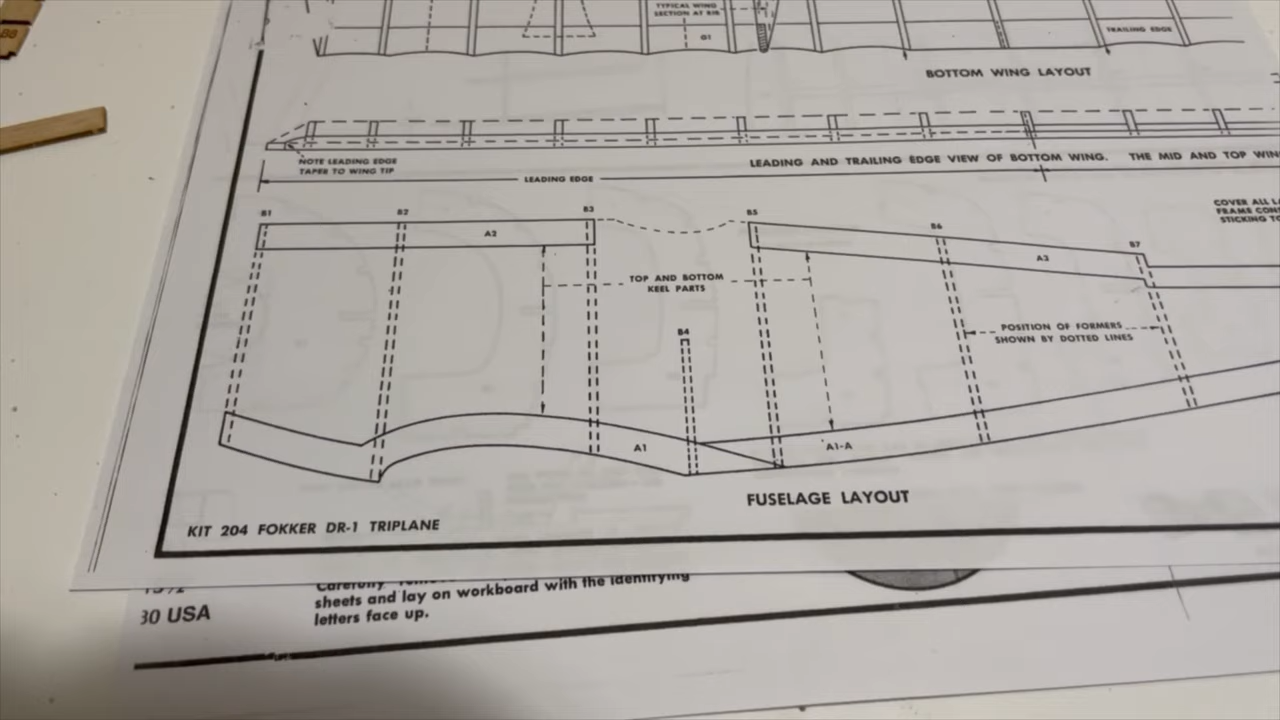 B8
TYPICAL WING
SECTION AT RIB
G1
TRAILING EDGE
BOTTOM WING LAYOUT
NOTE LEADING EDGE
TAPER TO WING TIP
LEADING AND TRAILING EDGE VIEW OF BOTTOM WING. THE MID AND TOP WIN
LEADING EDGE
COVER ALL
FRAME CONS
STICKING TO
B1
B2
B3
B5
B6
B7
A2
A3
TOP AND BOTTOM
KEEL PARTS
B4
POSITION OF FORMERS
SHOWN BY DOTTED LINES
A1
A1-A
FUSELAGE LAYOUT
KIT 204 FOKKER DR-1 TRIPLANE
30 USA
Carefully
sheets and lay on workboard with the identifying
letters face up.